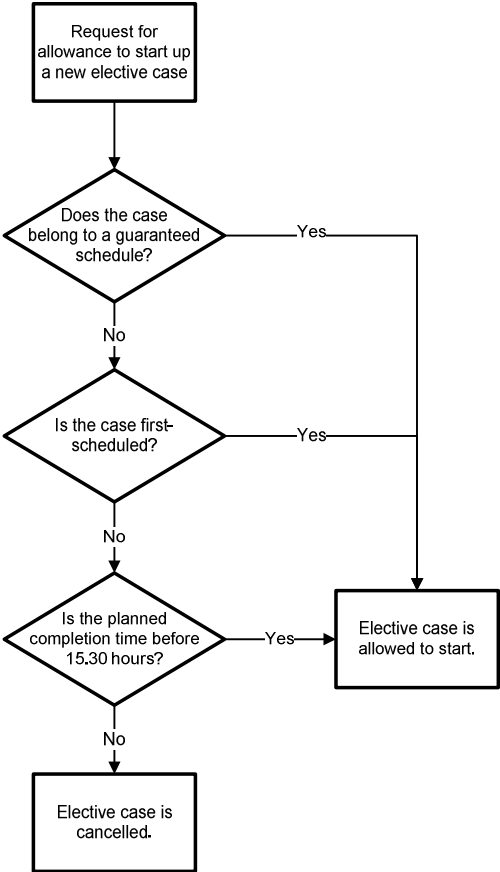 Request for
allowance to start up
a new elective case
Does the case
belong to a guaranteed
schedule?
Yes
No
Is the case first-
scheduled?
Yes
No
Is the planned
completion time before
15.30 hours?
Yes
Elective case is
allowed to start.
No
Elective case is
cancelled.